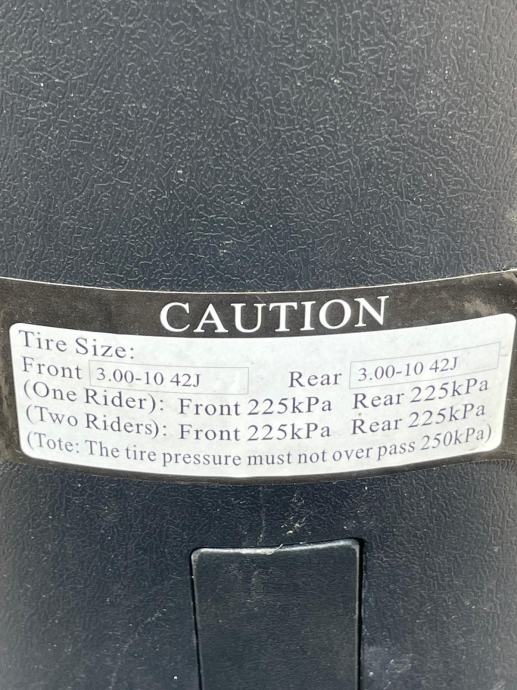 CAUTION
Tire Size:
Front 3.00-10 42J Rear 3.00-10 42J
(One Rider): Front 225kPa Rear 225kPa
(Two Riders): Front 225kPa Rear 225kPa
(Tote: The tire pressure must not over pass 250kPa)